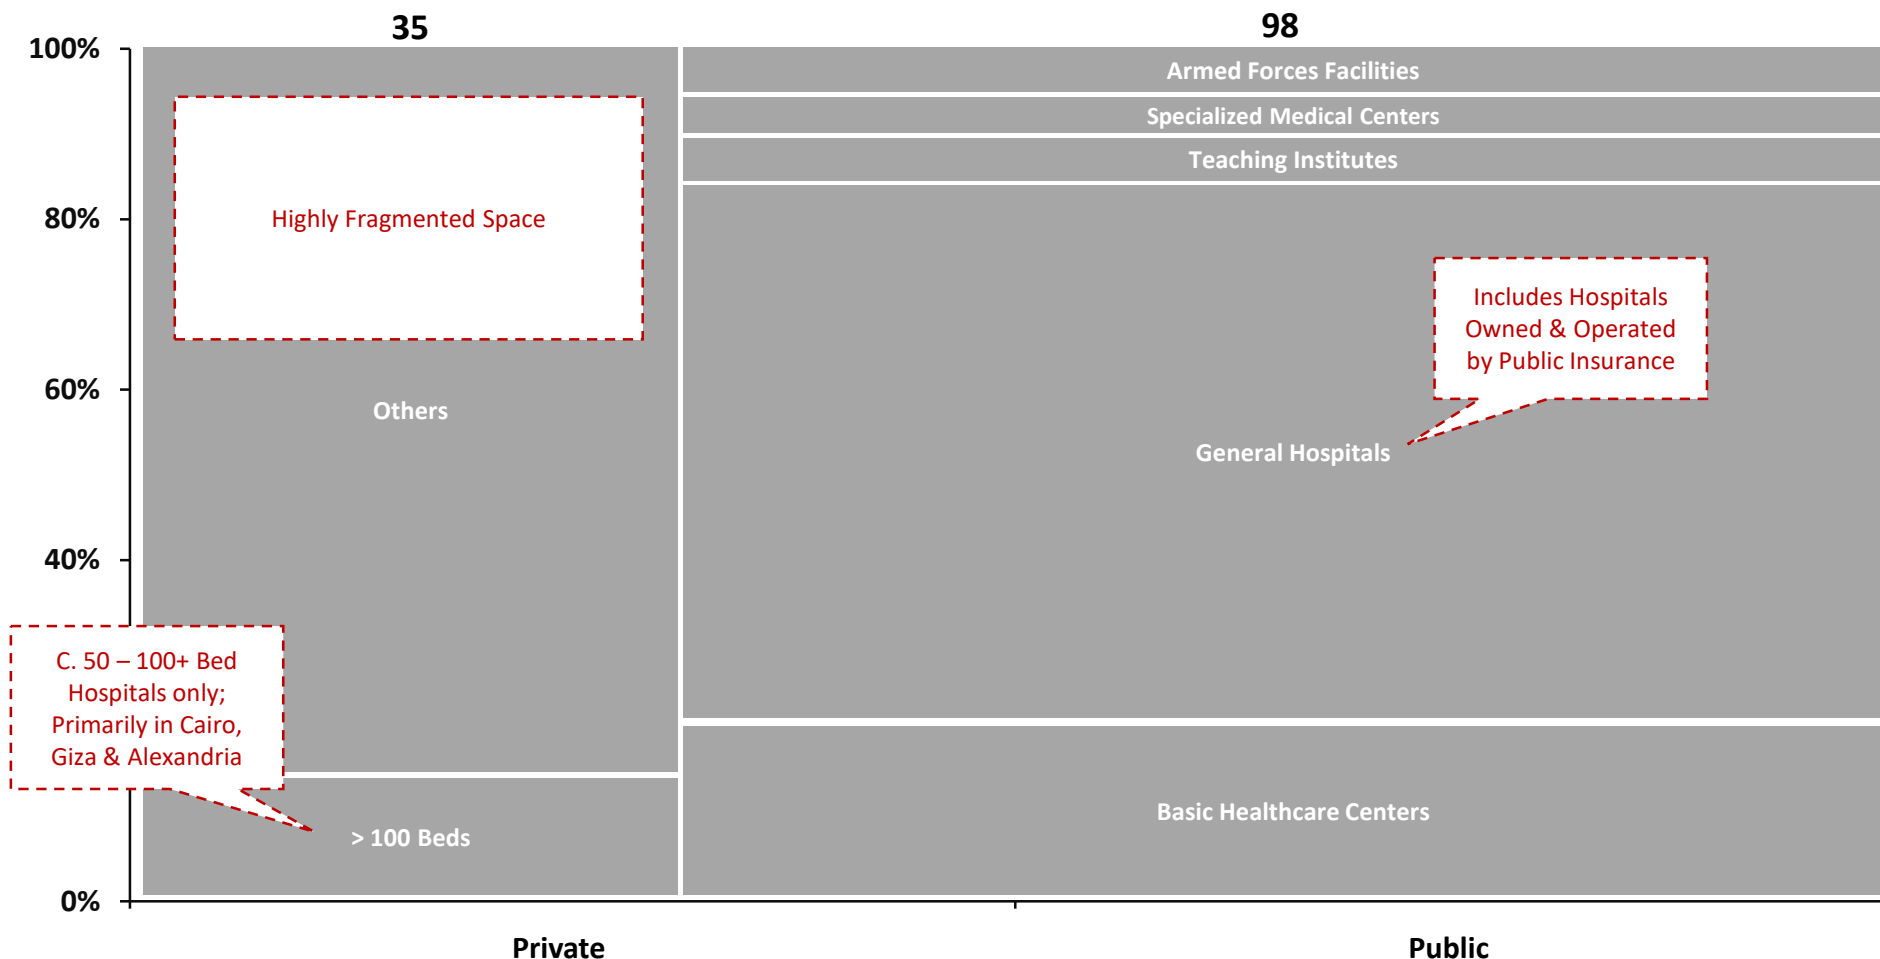 35
98
100%
Armed Forces Facilities
Specialized Medical Centers
Teaching Institutes
Highly Fragmented Space
80%
Includes Hospitals
Owned & Operated
by Public Insurance
60%
Others
General Hospitals
40%
C. 50 – 100+ Bed
Hospitals only;
Primarily in Cairo,
Giza & Alexandria
> 100 Beds
Basic Healthcare Centers
0%
Private
Public